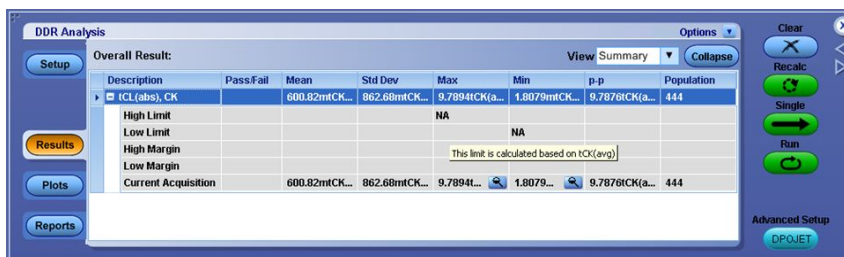 DDR Analysis
Options
Clear
Setup
Overall Result:
View Summary
Collapse
Recalc
Description Pass/Fail Mean Std Dev Max Min p-p Population
tCL(abs), CK 600.82mtCK... 862.68mtCK... 9.7894tCK(a... 1.8079mtCK... 9.7876tCK(a... 444
Single
High Limit NA
Low Limit NA
Results
High Margin
This limit is calculated based on tCK(avg)
Run
Low Margin
Plots
Current Acquisition 600.82mtCK... 862.68mtCK... 9.7894t... 1.8079... 9.7876tCK(a... 444
Reports
Advanced Setup
DPOJET